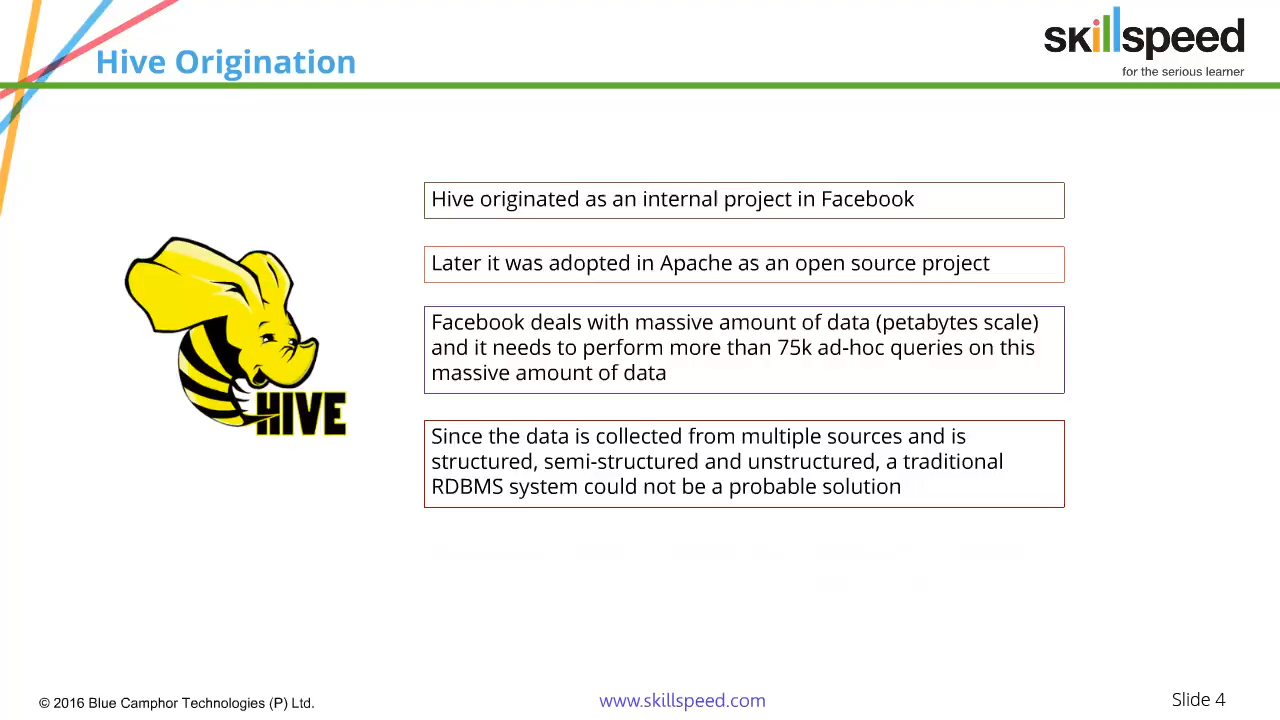 Hive Origination
skillspeed
for the serious learner
Hive originated as an internal project in Facebook
Later it was adopted in Apache as an open source project
Facebook deals with massive amount of data (petabytes scale)
and it needs to perform more than 75k ad-hoc queries on this
massive amount of data
Since the data is collected from multiple sources and is
structured, semi-structured and unstructured, a traditional
RDBMS system could not be a probable solution
HIVE
© 2016 Blue Camphor Technologies (P) Ltd.
www.skillspeed.com
Slide 4